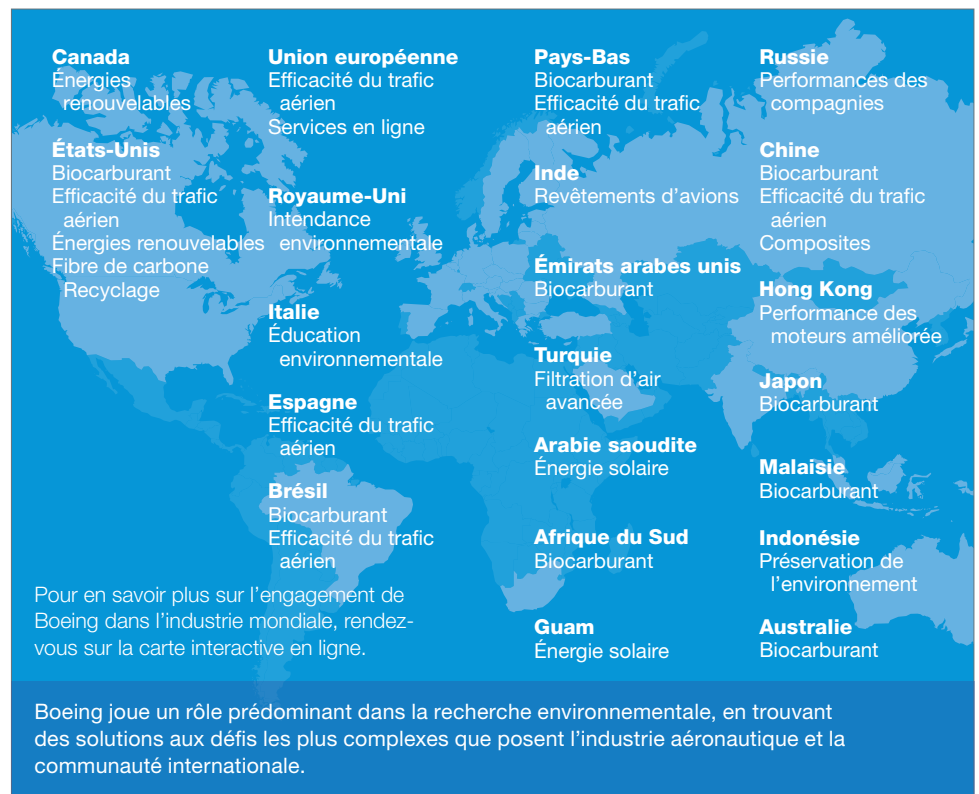 Canada
Énergies
renouvelables
États-Unis
Biocarburant
Efficacité du trafic
aérien
Énergies renouvelables
Fibre de carbone
Recyclage
Union européenne
Efficacité du trafic
aérien
Services en ligne
Royaume-Uni
Intendance
environnementale
Italie
Éducation
environnementale
Espagne
Efficacité du trafic
aérien
Brésil
Biocarburant
Efficacité du trafic
aérien
Pays-Bas
Biocarburant
Efficacité du trafic
aérien
Inde
Revêtements d’avions
Émirats arabes unis
Biocarburant
Turquie
Filtration d’air
avancée
Arabie saoudite
Énergie solaire
Afrique du Sud
Biocarburant
Guam
Énergie solaire
Russie
Performances des
compagnies
Chine
Biocarburant
Efficacité du trafic
aérien
Composites
Hong Kong
Performance des
moteurs améliorée
Japon
Biocarburant
Malaisie
Biocarburant
Indonésie
Préservation de
l’environnement
Australie
Biocarburant
Pour en savoir plus sur l’engagement de
Boeing dans l’industrie mondiale, rendez-
vous sur la carte interactive en ligne.
Boeing joue un rôle prédominant dans la recherche environnementale, en trouvant
des solutions aux défis les plus complexes que posent l’industrie aéronautique et la
communauté internationale.